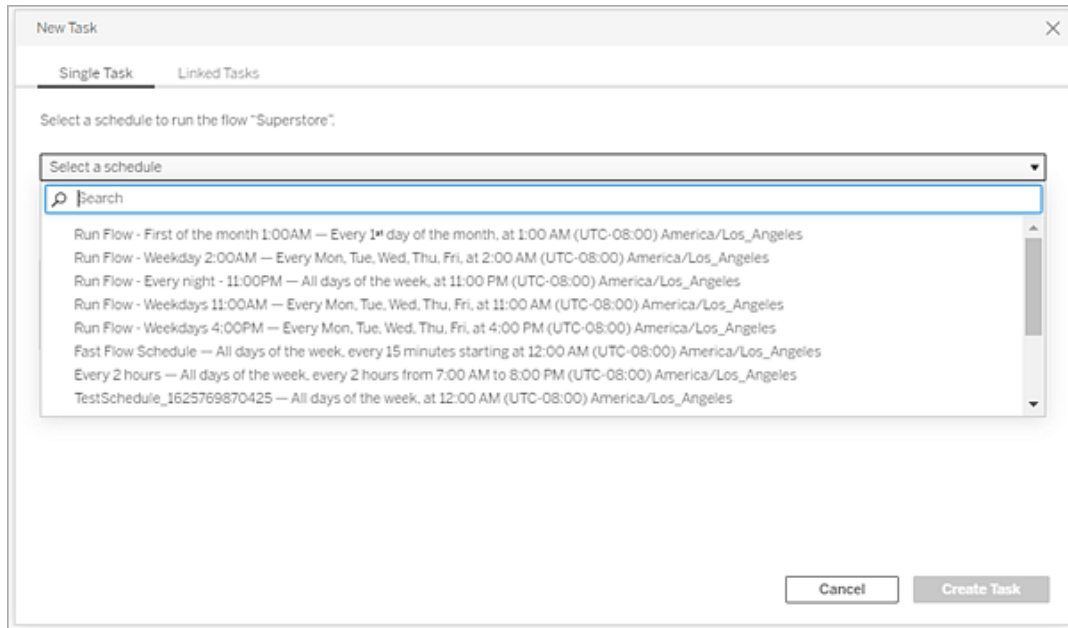 New Task
Single Task
Linked Tasks
Select a schedule to run the flow "Superstore".
Select a schedule
Search
Run Flow - First of the month 1:00AM — Every 1st day of the month, at 1:00 AM (UTC-08:00) America/Los_Angeles
Run Flow - Weekday 2:00AM — Every Mon, Tue, Wed, Thu, Fri, at 2:00 AM (UTC-08:00) America/Los_Angeles
Run Flow - Every night - 11:00PM — All days of the week, at 11:00 PM (UTC-08:00) America/Los_Angeles
Run Flow - Weekdays 11:00AM — Every Mon, Tue, Wed, Thu, Fri, at 11:00 AM (UTC-08:00) America/Los_Angeles
Run Flow - Weekdays 4:00PM — Every Mon, Tue, Wed, Thu, Fri, at 4:00 PM (UTC-08:00) America/Los_Angeles
Fast Flow Schedule — All days of the week, every 15 minutes starting at 12:00 AM (UTC-08:00) America/Los_Angeles
Every 2 hours — All days of the week, every 2 hours from 7:00 AM to 8:00 PM (UTC-08:00) America/Los_Angeles
TestSchedule_1625769870425 — All days of the week, at 12:00 AM (UTC-08:00) America/Los_Angeles
Cancel
Create Task